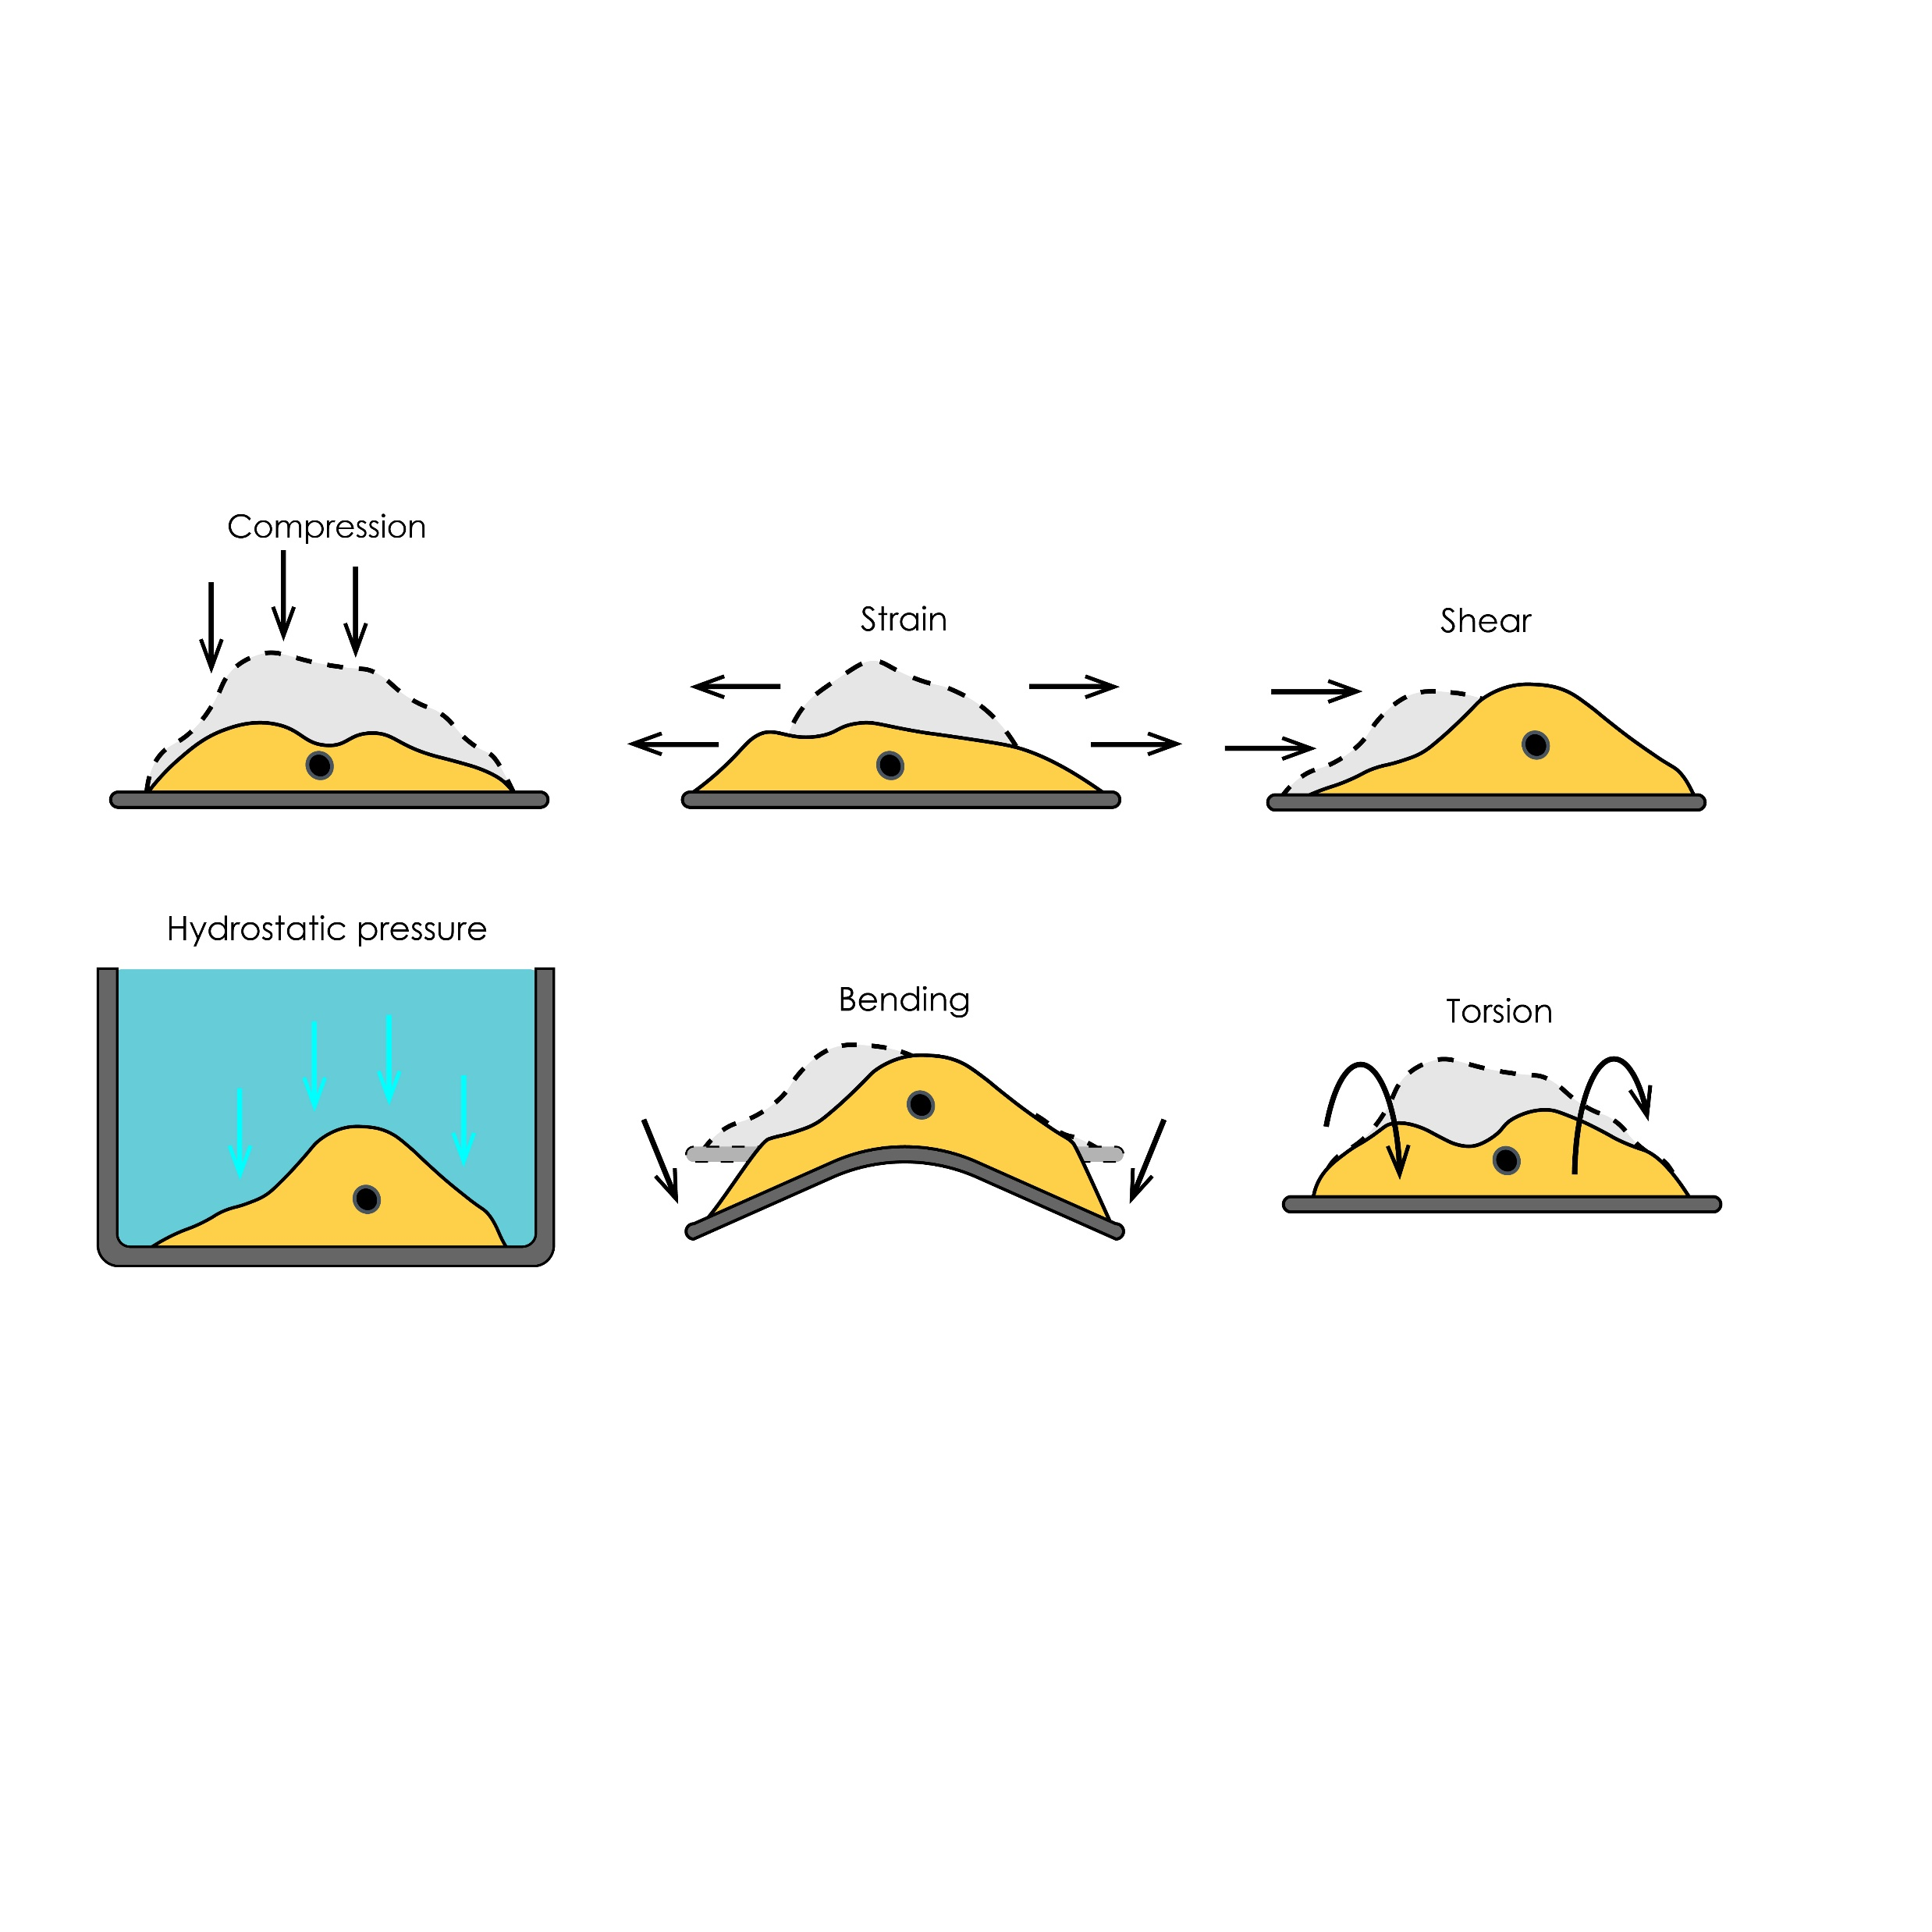 Compression
Strain
Shear
Hydrostatic pressure
Bending
Torsion